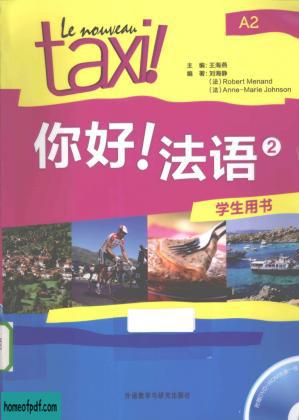 Le nouveau
taxi!
A2
主 编: 王海燕
编 著: 刘海静
(法) Robert Menand
(法) Anne-Marie Johnson
你好! 法语 2
学生用书
外语教学与研究出版社
homeofpdf.com